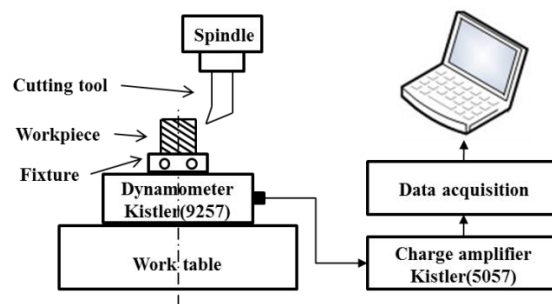 Spindle
Cutting tool
Workpiece
Fixture
Dynamometer
Kistler(9257)
Work table
Data acquisition
Charge amplifier
Kistler(5057)